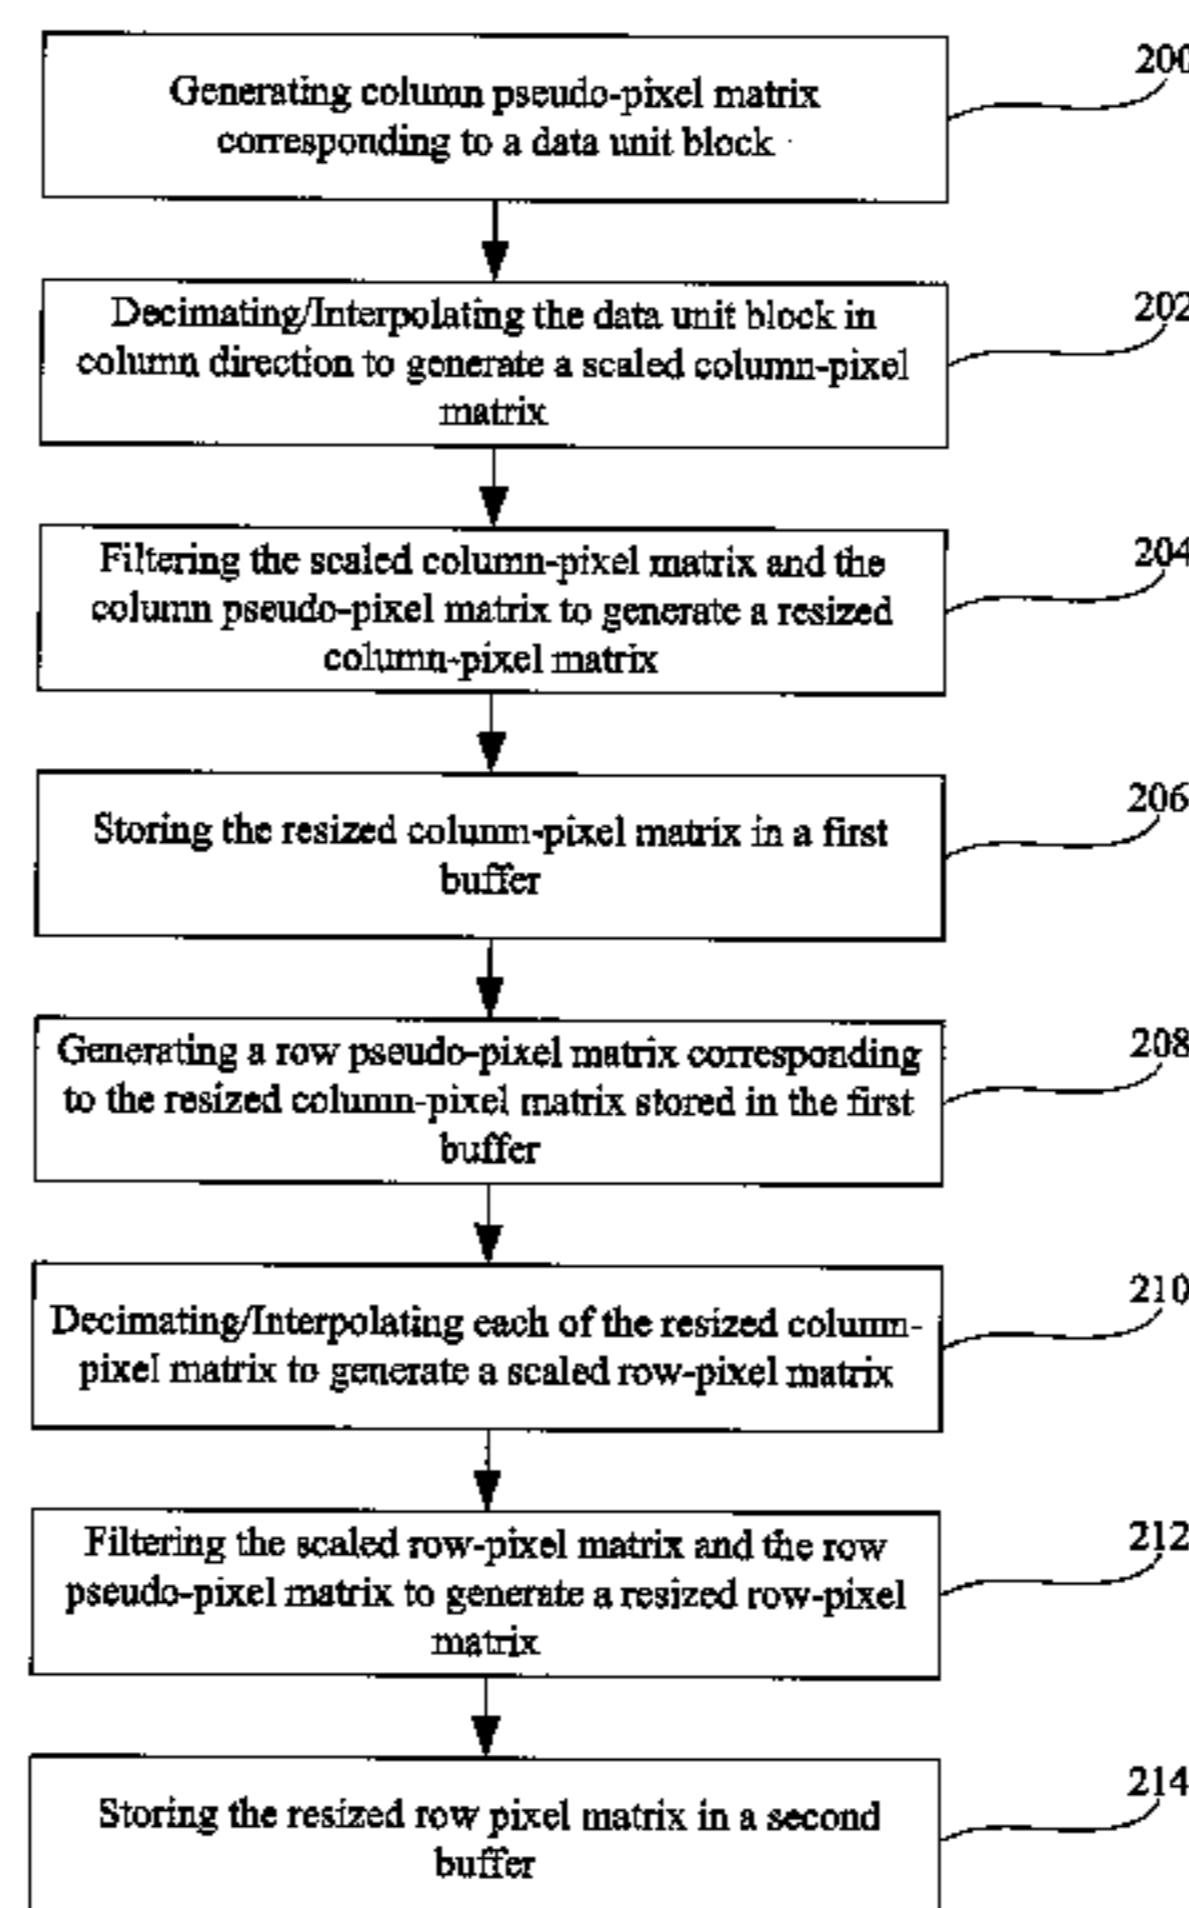 200
Generating column pseudo-pixel matrix
corresponding to a data unit block
202
Decimating/Interpolating the data unit block in
column direction to generate a scaled column-pixel
matrix
204
Filtering the scaled column-pixel matrix and the
column pseudo-pixel matrix to generate a resized
column-pixel matrix
206
Storing the resized column-pixel matrix in a first
buffer
208
Generating a row pseudo-pixel matrix corresponding
to the resized column-pixel matrix stored in the first
buffer
210
Decimating/Interpolating each of the resized column-
pixel matrix to generate a scaled row-pixel matrix
212
Filtering the scaled row-pixel matrix and the row
pseudo-pixel matrix to generate a resized row-pixel
matrix
214
Storing the resized row pixel matrix in a second
buffer